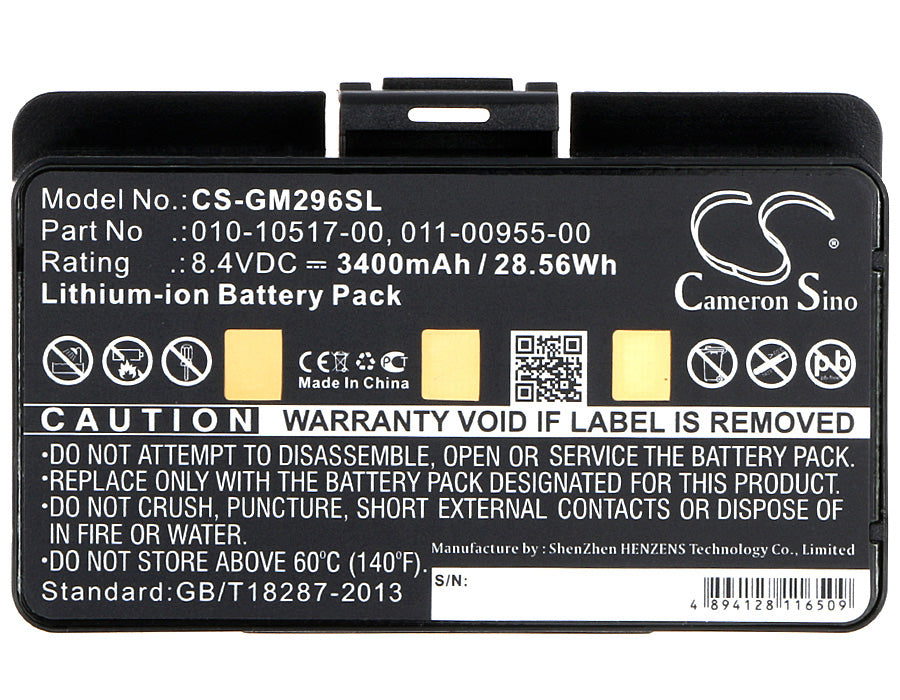 Model No.: CS-GM296SL
Part No .: 010-10517-00, 011-00955-00
Rating .: 8.4VDC ⎓ 3400mAh / 28.56Wh
Lithium-ion Battery Pack
CS ®
Cameron Sino
CE PCT
Made In China
Pb
CAUTION WARRANTY VOID IF LABEL IS REMOVED
•DO NOT ATTEMPT TO DISASSEMBLE, OPEN OR SERVICE THE BATTERY PACK.
•REPLACE ONLY WITH THE BATTERY PACK DESIGNATED FOR THIS PRODUCT.
•DO NOT CRUSH, PUNCTURE, SHORT EXTERNAL CONTACTS OR DISPOSE OF
IN FIRE OR WATER.
•DO NOT STORE ABOVE 60°C (140°F).
Manufacture by : ShenZhen HENZENS Technology Co., Limited
Standard:GB/T18287-2013
S/N:
4 894128 116509